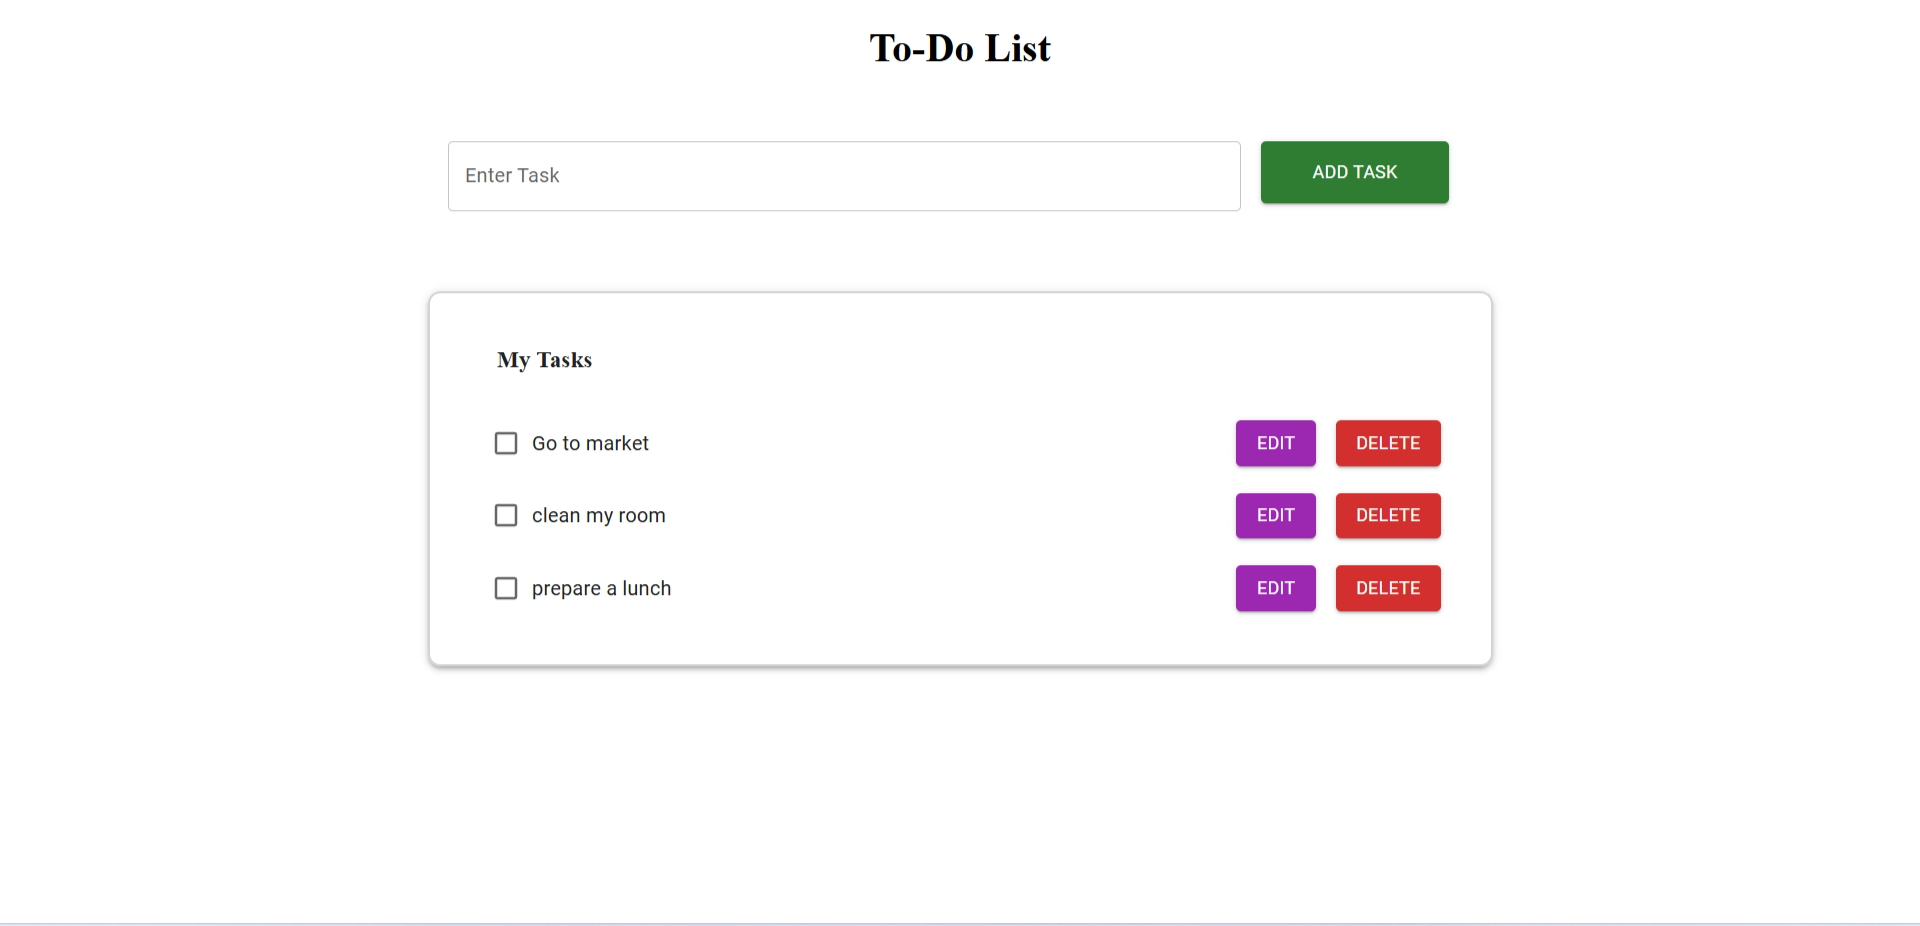 To-Do List
Enter Task
ADD TASK
My Tasks
Go to market EDIT DELETE
clean my room EDIT DELETE
prepare a lunch EDIT DELETE